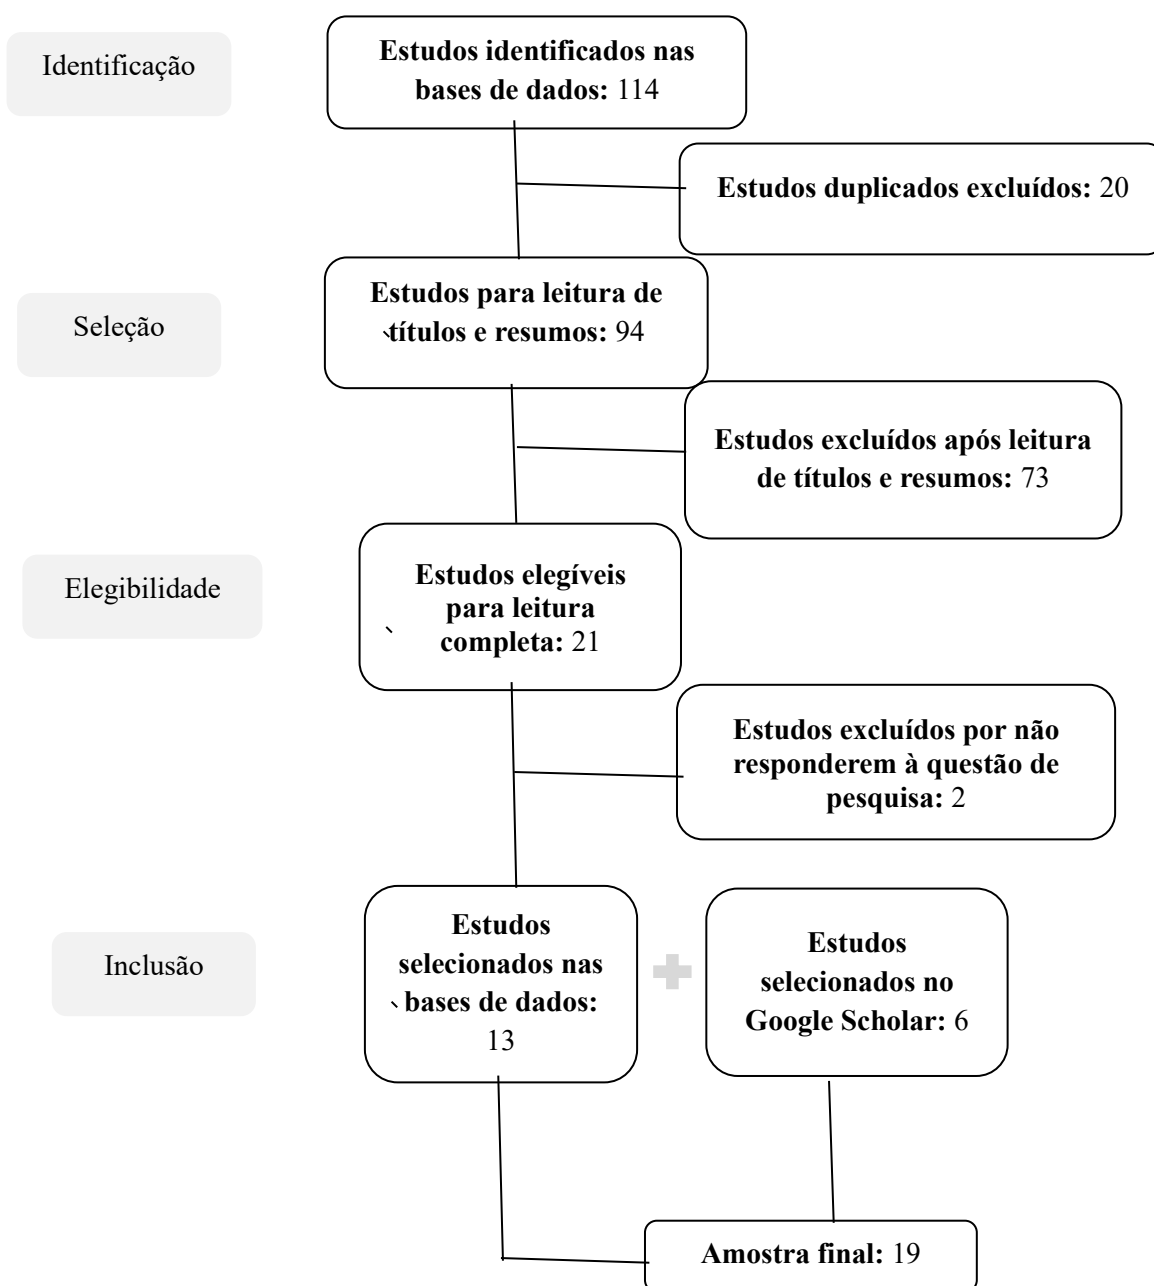 Identificação
Estudos identificados nas
bases de dados: 114
Estudos duplicados excluídos: 20
Seleção
Estudos para leitura de
títulos e resumos: 94
Estudos excluídos após leitura
de títulos e resumos: 73
Elegibilidade
Estudos elegíveis
para leitura
completa: 21
Estudos excluídos por não
responderem à questão de
pesquisa: 2
Inclusão
Estudos
selecionados nas
bases de dados:
13
Estudos
selecionados no
Google Scholar: 6
Amostra final: 19